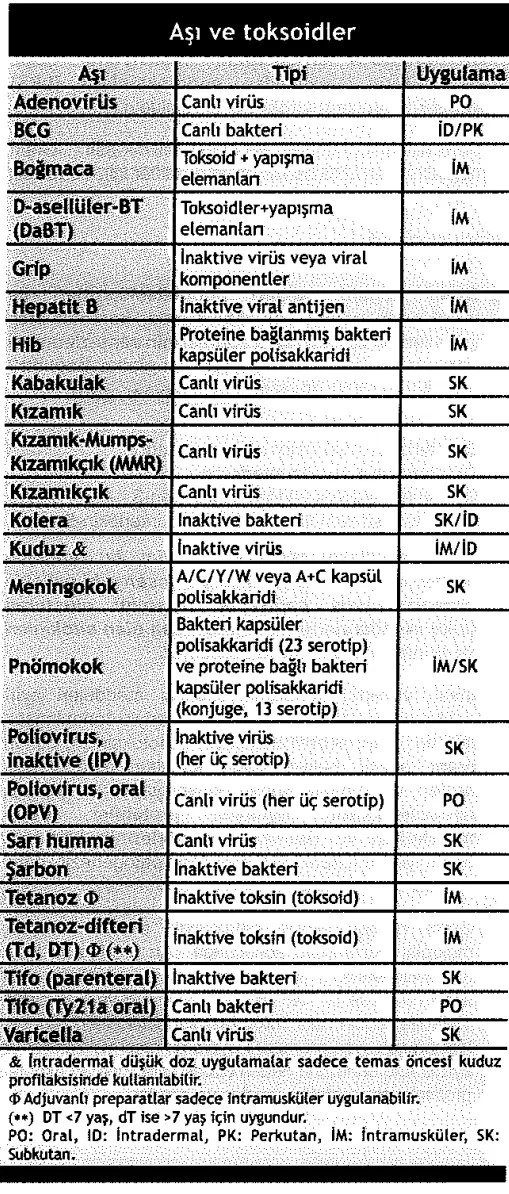 Aşı ve toksoidler
Aşı Tipi Uygulama
Adenovirüs Canlı virüs PO
BCG Canlı bakteri İD/PK
Boğmaca Toksoid + yapışma elemanları İM
D-asellüler-BT (DaBT) Toksoidler+yapışma elemanları İM
Grip İnaktive virüs veya viral komponentler İM
Hepatit B İnaktive viral antijen İM
Hib Proteine bağlanmış bakteri kapsüler polisakkaridi İM
Kabakulak Canlı virüs SK
Kızamık Canlı virüs SK
Kızamık-Mumps-Kızamıkçık (MMR) Canlı virüs SK
Kızamıkçık Canlı virüs SK
Kolera İnaktive bakteri SK/İD
Kuduz & İnaktive virüs İM/İD
Meningokok A/C/Y/W veya A+C kapsül polisakkaridi SK
Pnömokok Bakteri kapsüler polisakkaridi (23 serotip) ve proteine bağlı bakteri kapsüler polisakkaridi (konjuge, 13 serotip) İM/SK
Poliovirus, inaktive (IPV) İnaktive virüs (her üç serotip) SK
Poliovirus, oral (OPV) Canlı virüs (her üç serotip) PO
Sarı humma Canlı virüs SK
Şarbon İnaktive bakteri SK
Tetanoz Φ İnaktive toksin (toksoid) İM
Tetanoz-difteri (Td, DT) Φ (**) İnaktive toksin (toksoid) İM
Tifo (parenteral) İnaktive bakteri SK
Tifo (Ty21a oral) Canlı bakteri PO
Varicella Canlı virüs SK
& İntradermal düşük doz uygulamalar sadece temas öncesi kuduz
profilaksisinde kullanılabilir.
Φ Adjuvanlı preparatlar sadece intramusküler uygulanabilir.
(**) DT <7 yaş, dT ise >7 yaş için uygundur.
PO: Oral, İD: İntradermal, PK: Perkutan, İM: İntramusküler, SK:
Subkutan.